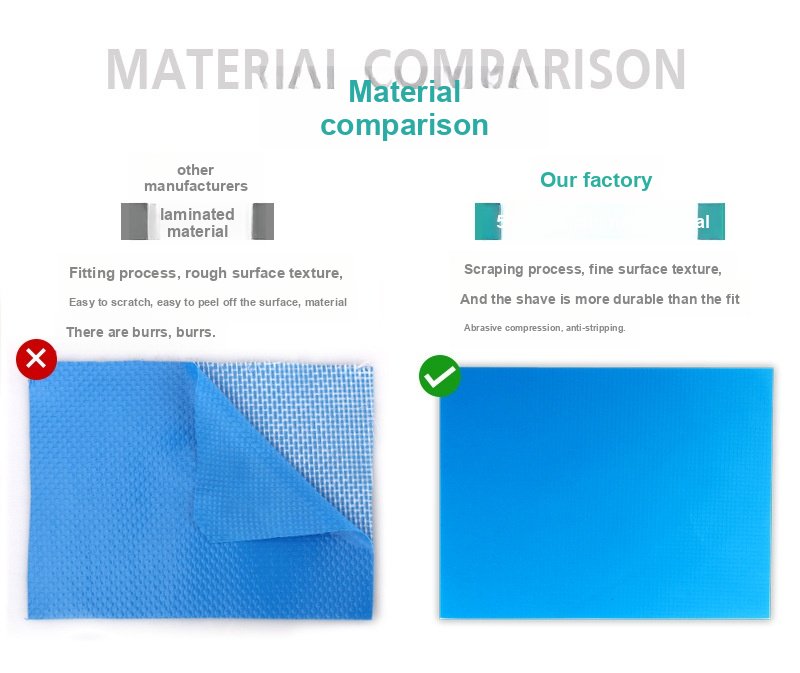 MATERIAL COMPARISON
Material
comparison
other
manufacturers
laminated
material
Our factory
Fitting process, rough surface texture,
Easy to scratch, easy to peel off the surface, material
There are burrs, burrs.
Scraping process, fine surface texture,
And the shave is more durable than the fit
Abrasive compression, anti-stripping.